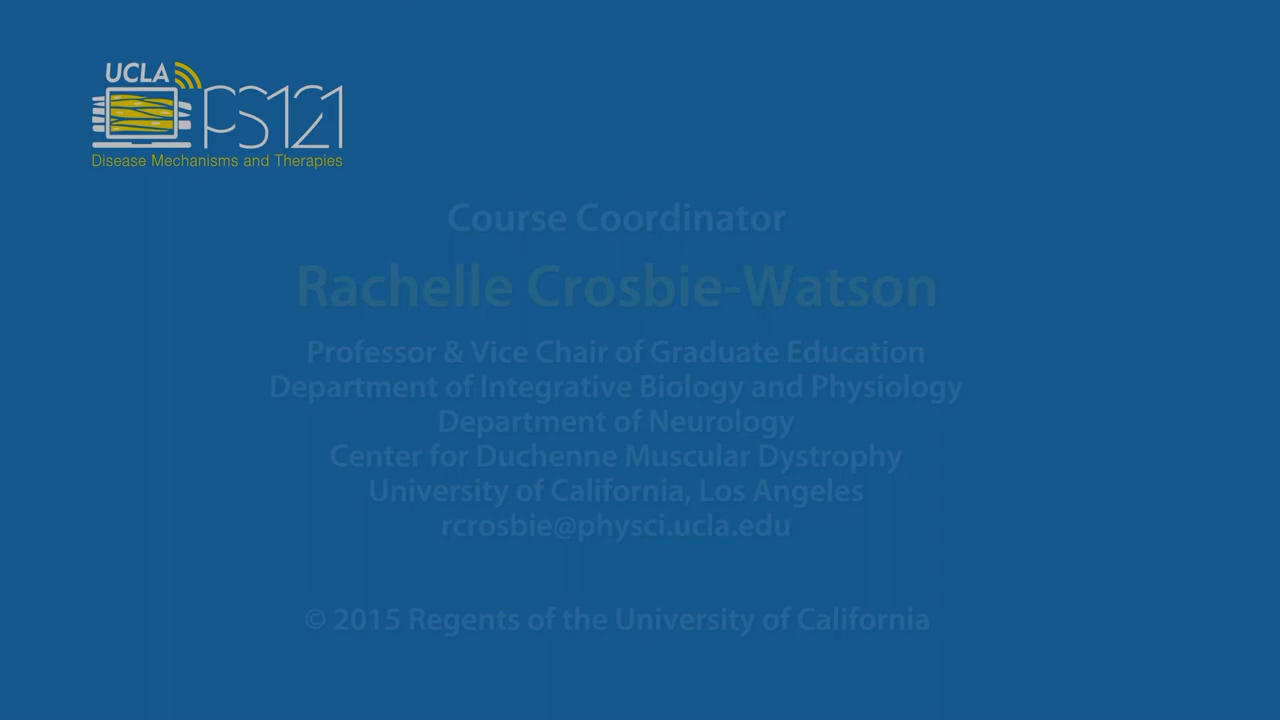 UCLA
PS121
Disease Mechanisms and Therapies
Course Coordinator
Rachelle Crosbie-Watson
Professor & Vice Chair of Graduate Education
Department of Integrative Biology and Physiology
Department of Neurology
Center for Duchenne Muscular Dystrophy
University of California, Los Angeles
rcrosbie@physci.ucla.edu
© 2015 Regents of the University of California